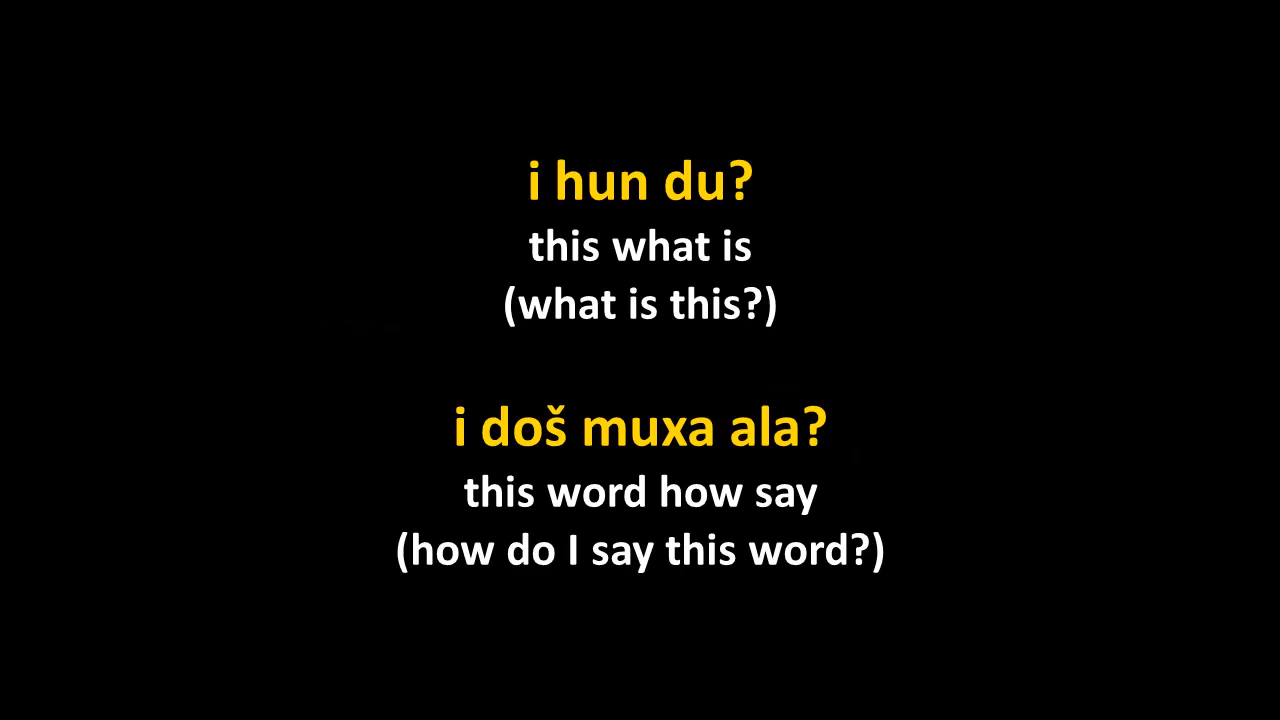 i hun du?
this what is
(what is this?)
i doš muxa ala?
this word how say
(how do I say this word?)